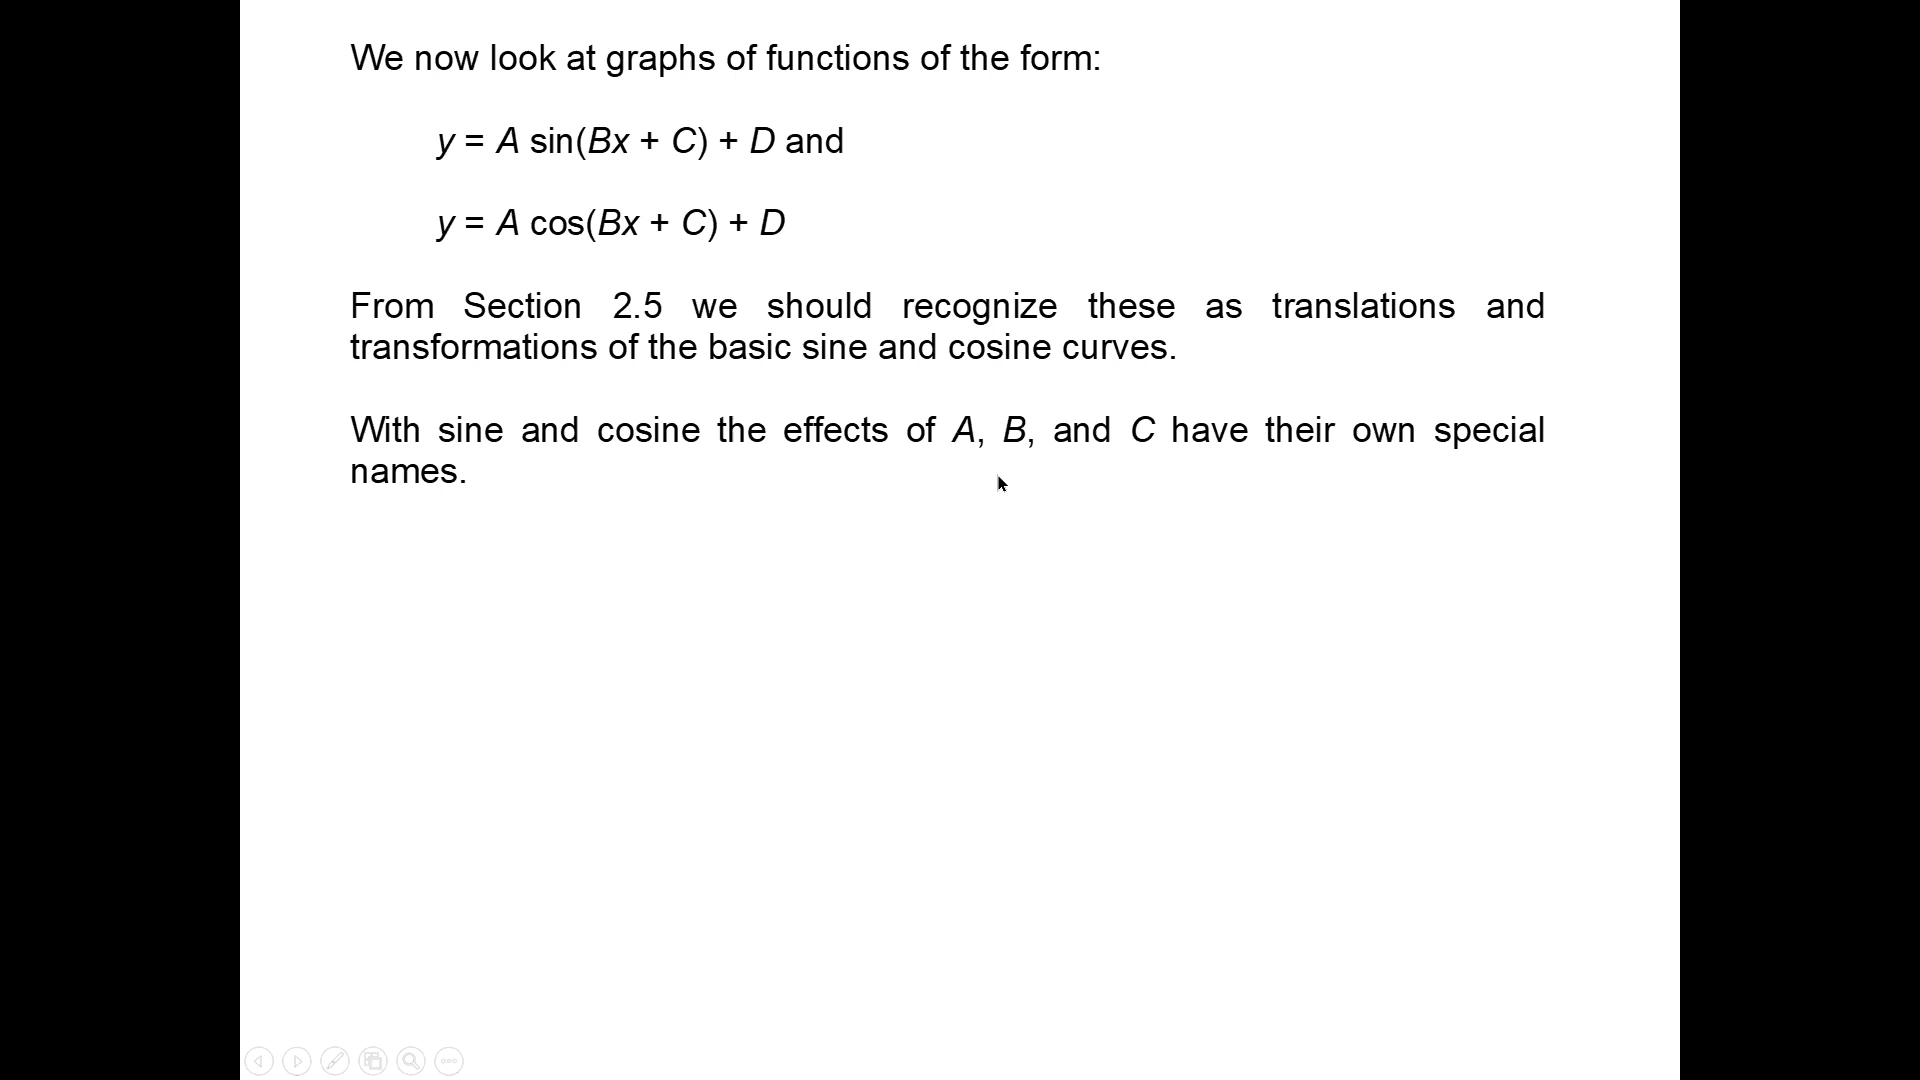 We now look at graphs of functions of the form:
y = A sin(Bx + C) + D and
y = A cos(Bx + C) + D
From Section 2.5 we should recognize these as translations and
transformations of the basic sine and cosine curves.
With sine and cosine the effects of A, B, and C have their own special
names.